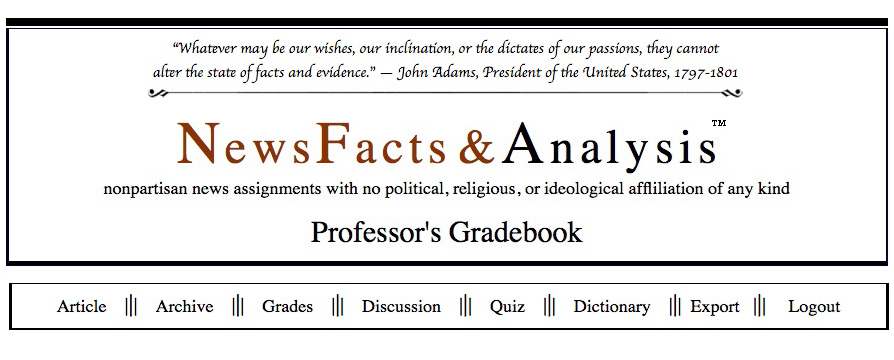 “Whatever may be our wishes, our inclination, or the dictates of our passions, they cannot
alter the state of facts and evidence.” — John Adams, President of the United States, 1797-1801
NewsFacts & Analysis™
nonpartisan news assignments with no political, religious, or ideological affliliation of any kind
Professor's Gradebook
Article ||| Archive ||| Grades ||| Discussion ||| Quiz ||| Dictionary ||| Export ||| Logout